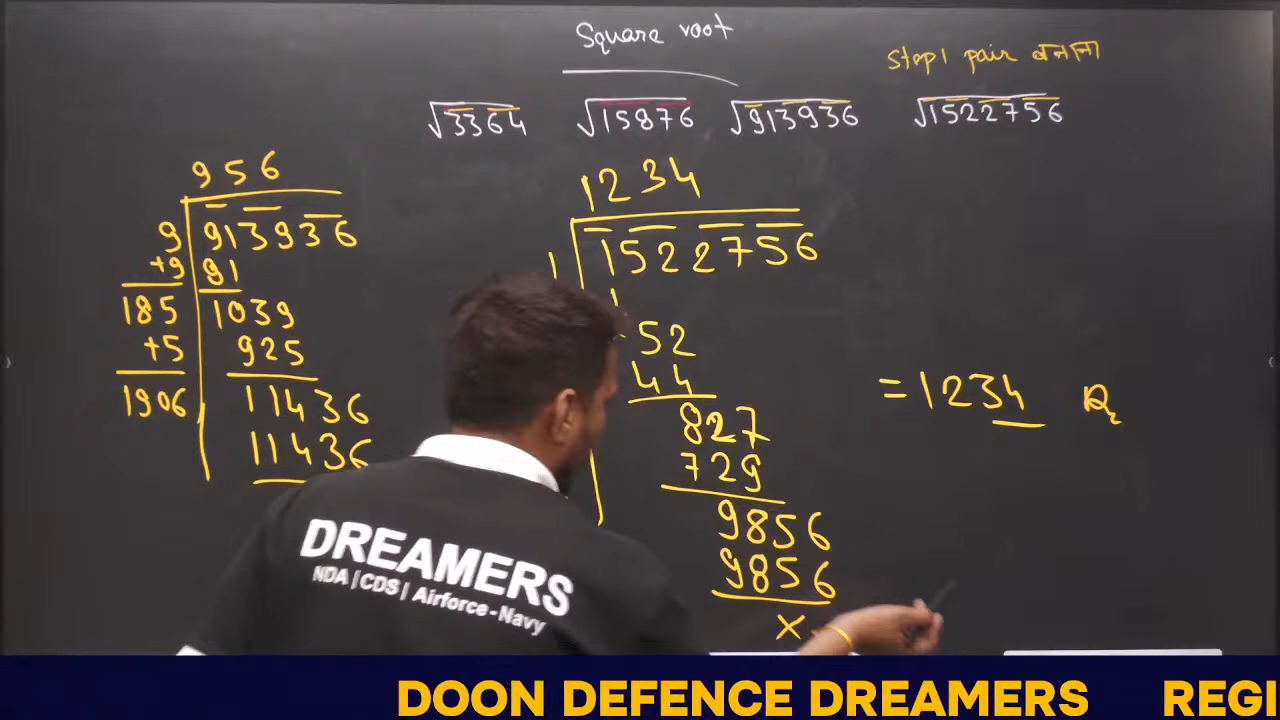 Square root
Step1 pair बनाना
√3364 √15876 √913936 √1522756
956
9 913936
+9 81
185 1039
+5 925
1906 11436
11436
1234
1 1522756
1
52
44
827
729
9856
9856
x
=1234
DREAMERS
NDA | CDS | Airforce-Navy
DOON DEFENCE DREAMERS REGI